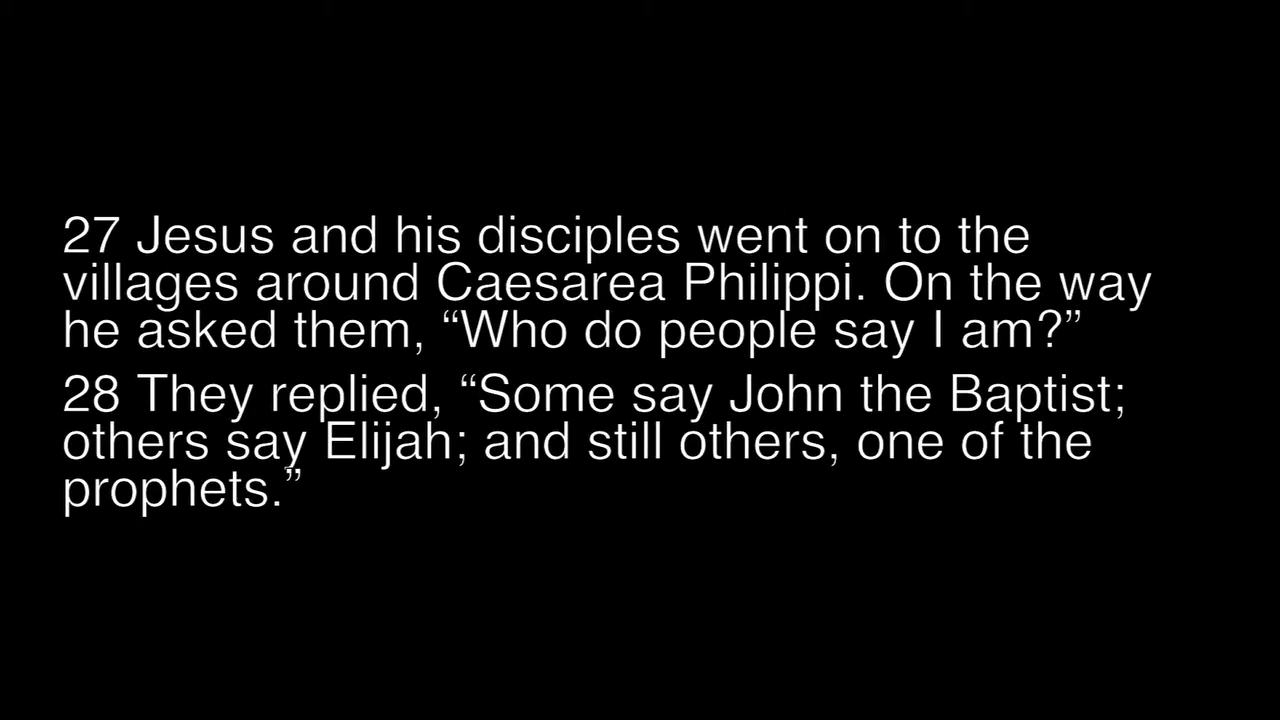 27 Jesus and his disciples went on to the
villages around Caesarea Philippi. On the way
he asked them, “Who do people say I am?”
28 They replied, “Some say John the Baptist;
others say Elijah; and still others, one of the
prophets.”